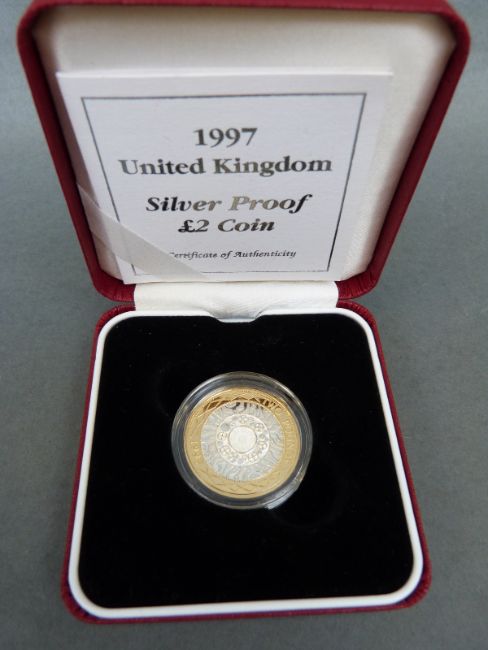 1997
United Kingdom
Silver Proof
£2 Coin
Certificate of Authenticity